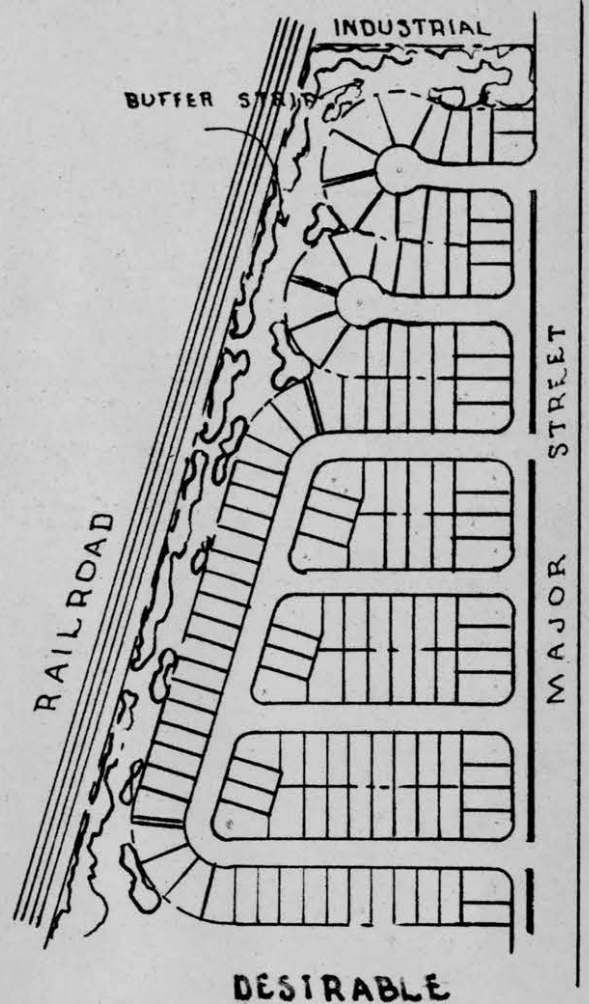 INDUSTRIAL
BUFFER STRIP
RAILROAD
MAJOR STREET
DESIRABLE